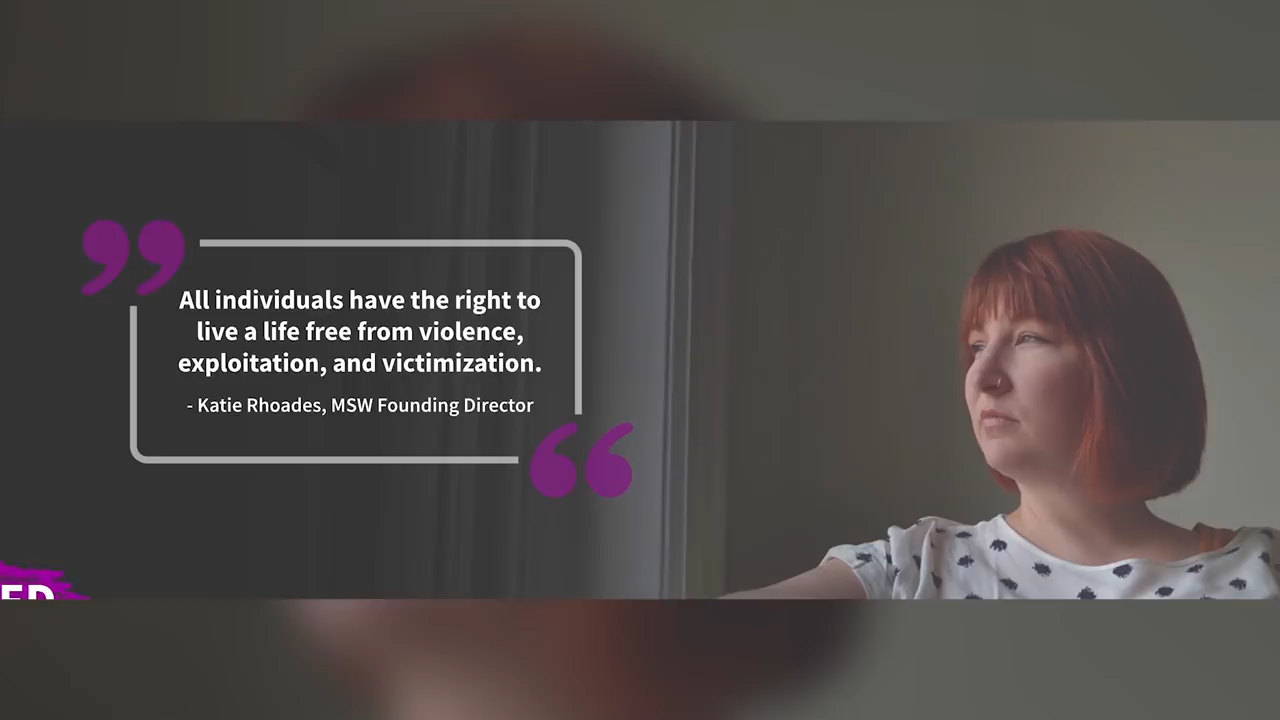 All individuals have the right to
live a life free from violence,
exploitation, and victimization.
- Katie Rhoades, MSW Founding Director
ED